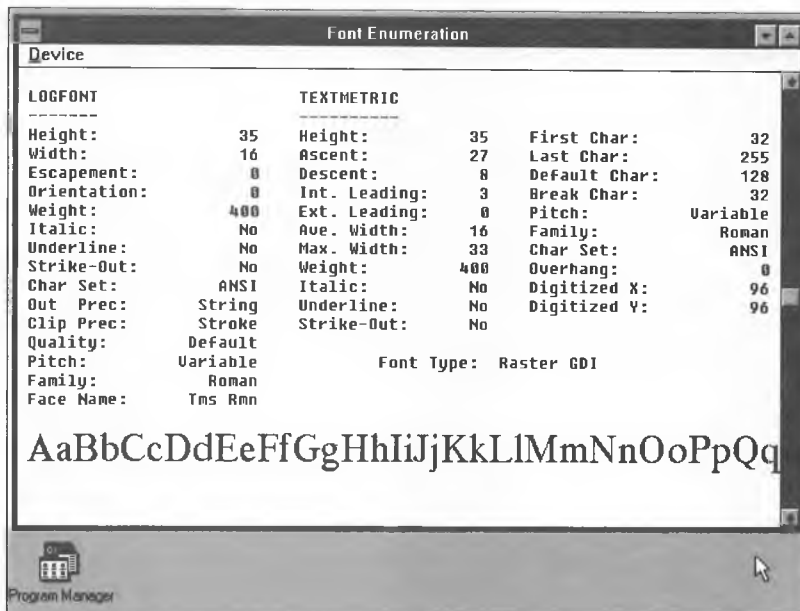 Font Enumeration
Device
LOGFONT TEXTMETRIC
------- -----------
Height: 35 Height: 35 First Char: 32
Width: 16 Ascent: 27 Last Char: 255
Escapement: 0 Descent: 8 Default Char: 128
Orientation: 0 Int. Leading: 3 Break Char: 32
Weight: 400 Ext. Leading: 0 Pitch: Variable
Italic: No Ave. Width: 16 Family: Roman
Underline: No Max. Width: 33 Char Set: ANSI
Strike-Out: No Weight: 400 Overhang: 0
Char Set: ANSI Italic: No Digitized X: 96
Out Prec: String Underline: No Digitized Y: 96
Clip Prec: Stroke Strike-Out: No
Quality: Default
Pitch: Variable Font Type: Raster GDI
Family: Roman
Face Name: Tms Rmn
AaBbCcDdEeFfGgHhIiJjKkLlMmNnOoPpQq
Program Manager